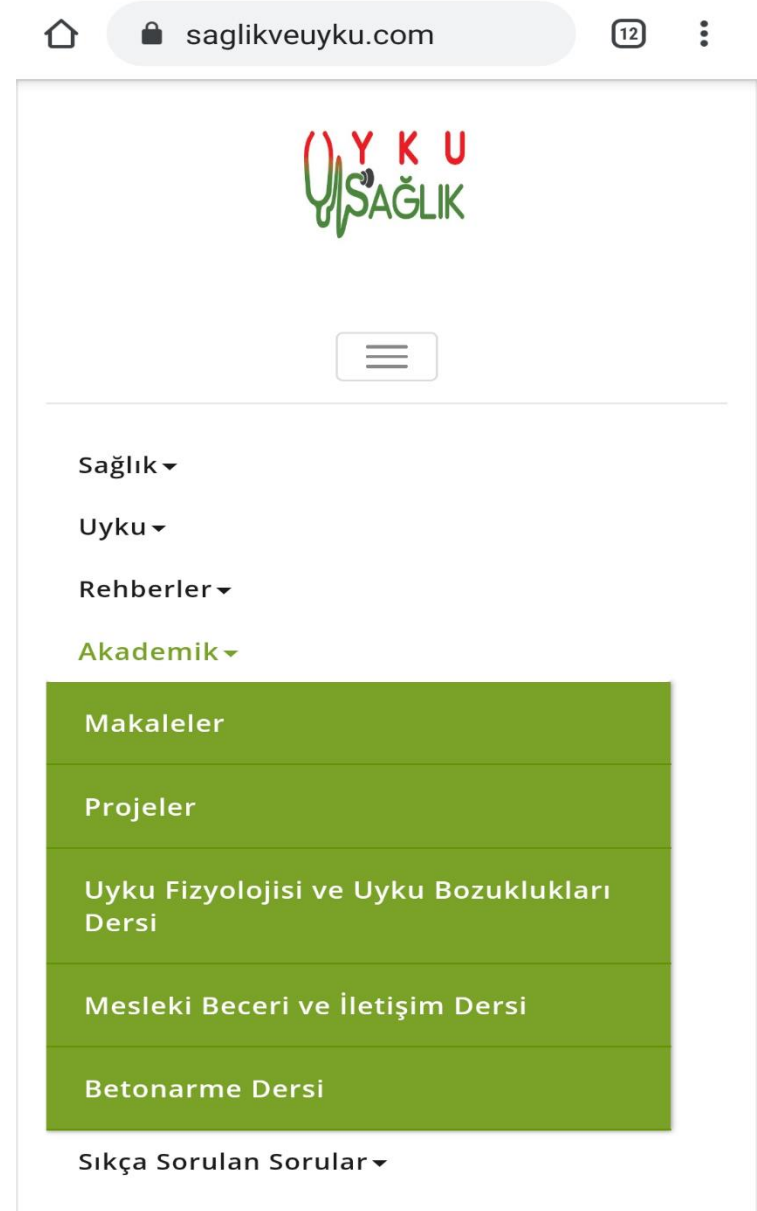 saglikveuyku.com
12
UYKU
SAĞLIK
Sağlık
Uyku
Rehberler
Akademik
Makaleler
Projeler
Uyku Fizyolojisi ve Uyku Bozuklukları
Dersi
Mesleki Beceri ve İletişim Dersi
Betonarme Dersi
Sıkça Sorulan Sorular